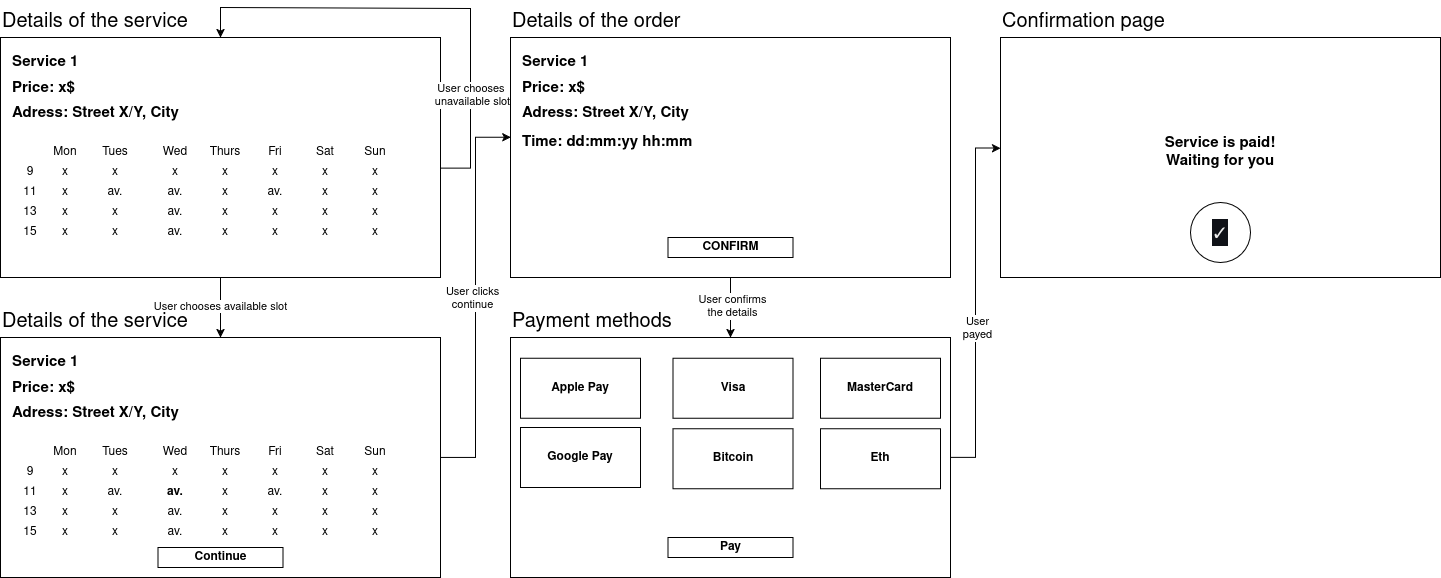 Details of the service
Service 1
Price: x$
Adress: Street X/Y, City
Mon Tues Wed Thurs Fri Sat Sun
9 x x x x x x x
11 x av. av. x av. x x
13 x x av. x x x x
15 x x av. x x x x
User chooses
unavailable slot
User chooses available slot
Details of the service
Service 1
Price: x$
Adress: Street X/Y, City
Mon Tues Wed Thurs Fri Sat Sun
9 x x x x x x x
11 x av. av. x av. x x
13 x x av. x x x x
15 x x av. x x x x
Continue
User clicks
continue
Details of the order
Service 1
Price: x$
Adress: Street X/Y, City
Time: dd:mm:yy hh:mm
CONFIRM
User confirms
the details
Payment methods
Apple Pay Visa MasterCard
Google Pay Bitcoin Eth
Pay
User
payed
Confirmation page
Service is paid!
Waiting for you
✓